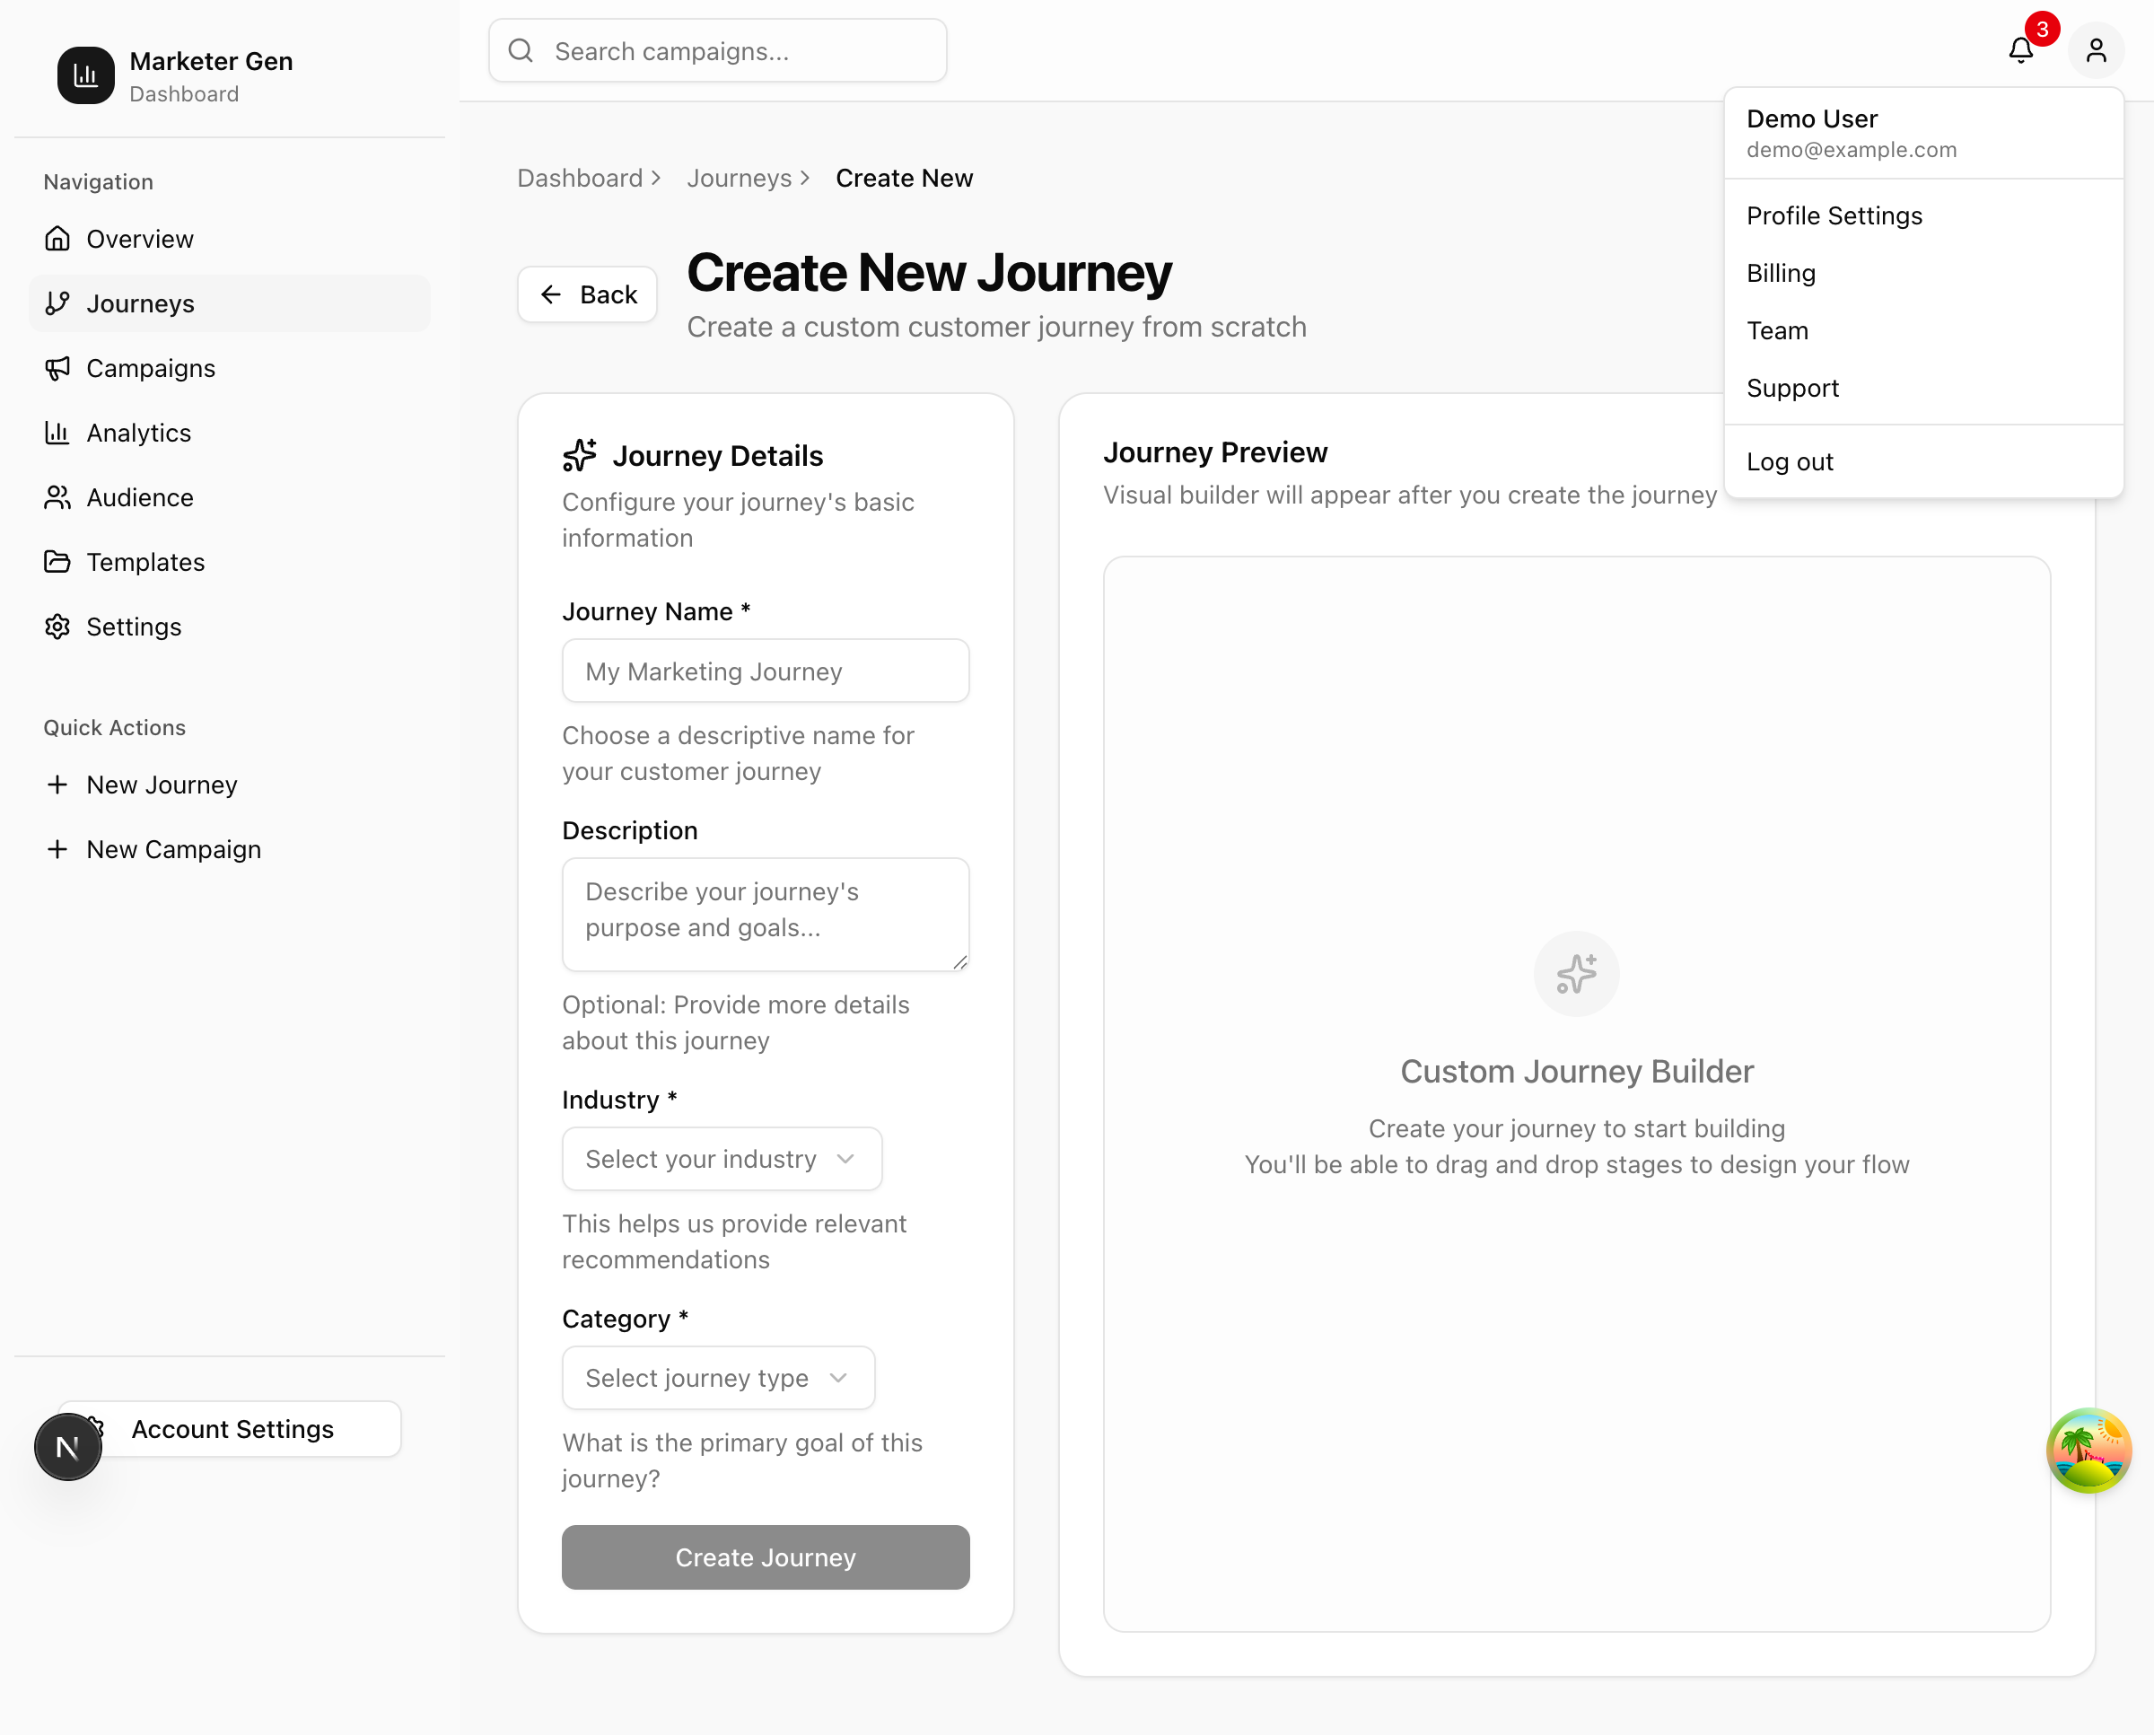 Marketer Gen
Dashboard
Search campaigns...
3
Demo User
demo@example.com
Profile Settings
Billing
Team
Support
Log out
Navigation
Overview
Journeys
Campaigns
Analytics
Audience
Templates
Settings
Quick Actions
New Journey
New Campaign
N
Account Settings
Dashboard
Journeys
Create New
Back
Create New Journey
Create a custom customer journey from scratch
Journey Details
Configure your journey's basic
information
Journey Name *
My Marketing Journey
Choose a descriptive name for
your customer journey
Description
Describe your journey's
purpose and goals...
Optional: Provide more details
about this journey
Industry *
Select your industry
This helps us provide relevant
recommendations
Category *
Select journey type
What is the primary goal of this
journey?
Create Journey
Journey Preview
Visual builder will appear after you create the journey
Custom Journey Builder
Create your journey to start building
You'll be able to drag and drop stages to design your flow